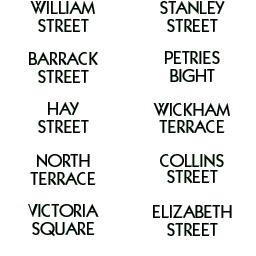 WILLIAM
STREET
STANLEY
STREET
BARRACK
STREET
PETRIES
BIGHT
HAY
STREET
WICKHAM
TERRACE
NORTH
TERRACE
COLLINS
STREET
VICTORIA
SQUARE
ELIZABETH
STREET